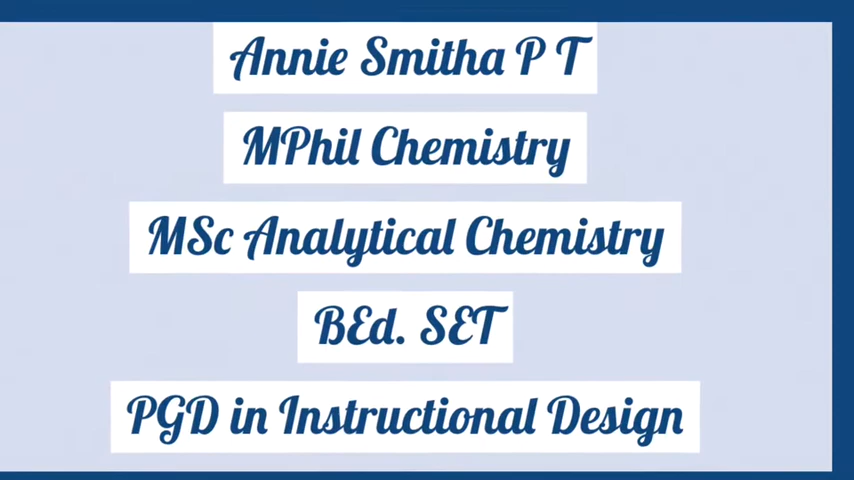 Annie Smitha P T
MPhil Chemistry
MSc Analytical Chemistry
BEd. SET
PGD in Instructional Design